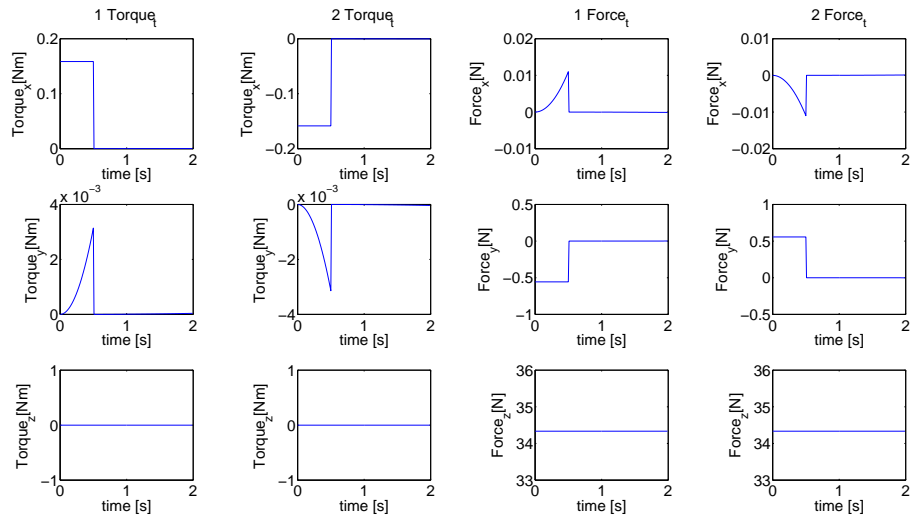 1 Torque_t
2 Torque_t
1 Force_t
2 Force_t
Torque_x[Nm]
0.2
0.1
0
0 1 2
time [s]
Torque_x[Nm]
0
−0.1
−0.2
0 1 2
time [s]
Force_x[N]
0.02
0.01
0
−0.01
0 1 2
time [s]
Force_x[N]
0.01
0
−0.01
−0.02
0 1 2
time [s]
x 10^−3
Torque_y[Nm]
4
2
0
0 1 2
time [s]
x 10^−3
Torque_y[Nm]
0
−2
−4
0 1 2
time [s]
Force_y[N]
0.5
0
−0.5
−1
0 1 2
time [s]
Force_y[N]
1
0.5
0
−0.5
0 1 2
time [s]
Torque_z[Nm]
1
0
−1
0 1 2
time [s]
Torque_z[Nm]
1
0
−1
0 1 2
time [s]
Force_z[N]
36
35
34
33
0 1 2
time [s]
Force_z[N]
36
35
34
33
0 1 2
time [s]